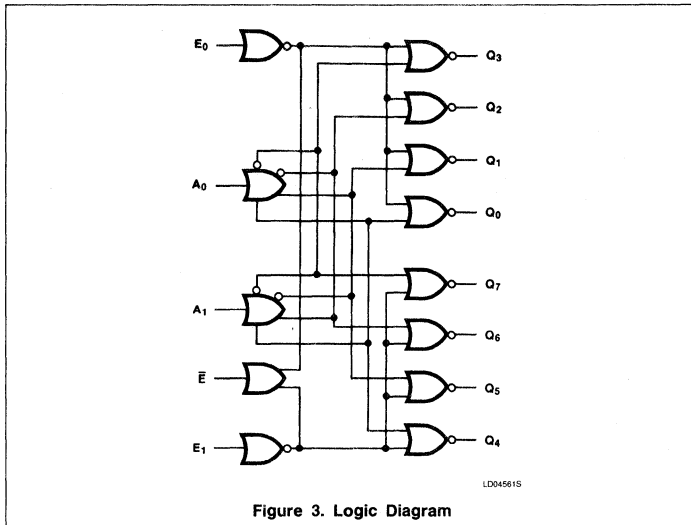 E0
Q3
Q2
Q1
A0
Q0
Q7
A1
Q6
E̅
Q5
E1
Q4
LD04561S
Figure 3. Logic Diagram